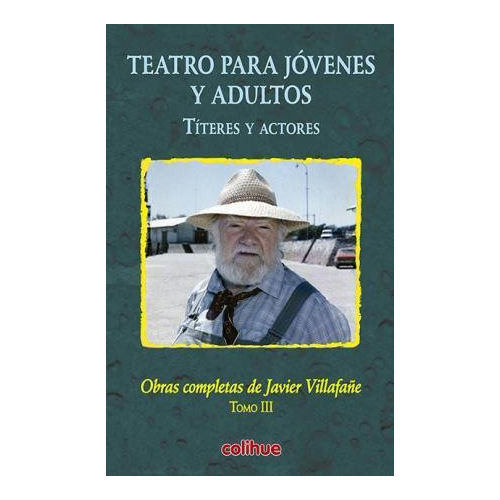 TEATRO PARA JÓVENES
Y ADULTOS
TÍTERES Y ACTORES
Obras completas de Javier Villafañe
TOMO III
colihue